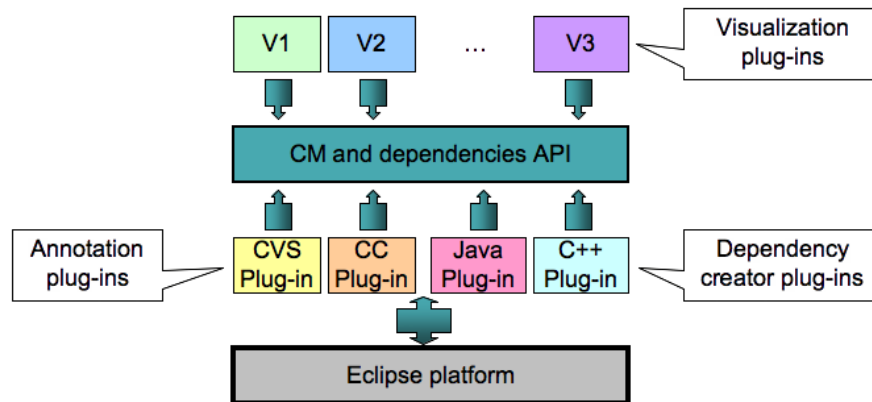 V1
V2
...
V3
Visualization
plug-ins
CM and dependencies API
Annotation
plug-ins
CVS
Plug-in
CC
Plug-in
Java
Plug-in
C++
Plug-in
Dependency
creator plug-ins
Eclipse platform